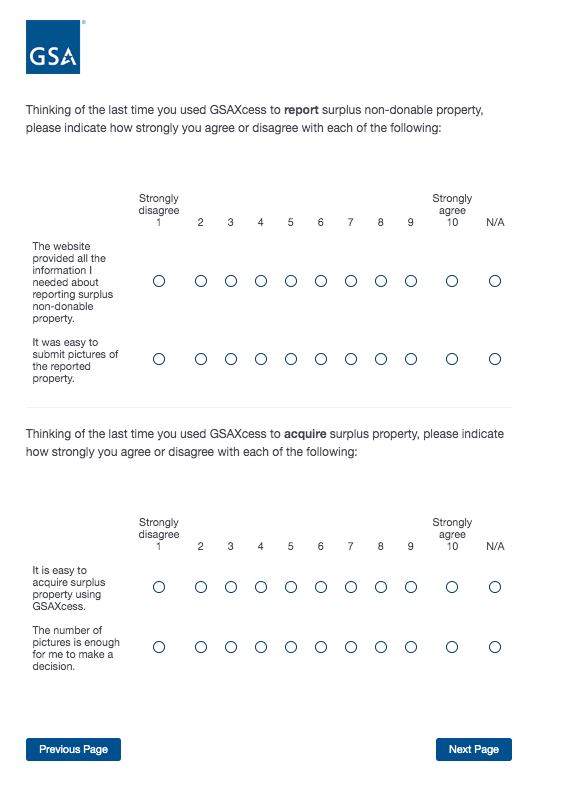 GSA
®
Thinking of the last time you used GSAXcess to report surplus non-donable property,
please indicate how strongly you agree or disagree with each of the following:
Strongly disagree 1 2 3 4 5 6 7 8 9 Strongly agree 10 N/A
The website
provided all the
information I
needed about
reporting surplus
non-donable
property.
It was easy to
submit pictures of
the reported
property.
Thinking of the last time you used GSAXcess to acquire surplus property, please indicate
how strongly you agree or disagree with each of the following:
Strongly disagree 1 2 3 4 5 6 7 8 9 Strongly agree 10 N/A
It is easy to
acquire surplus
property using
GSAXcess.
The number of
pictures is enough
for me to make a
decision.
Previous Page
Next Page